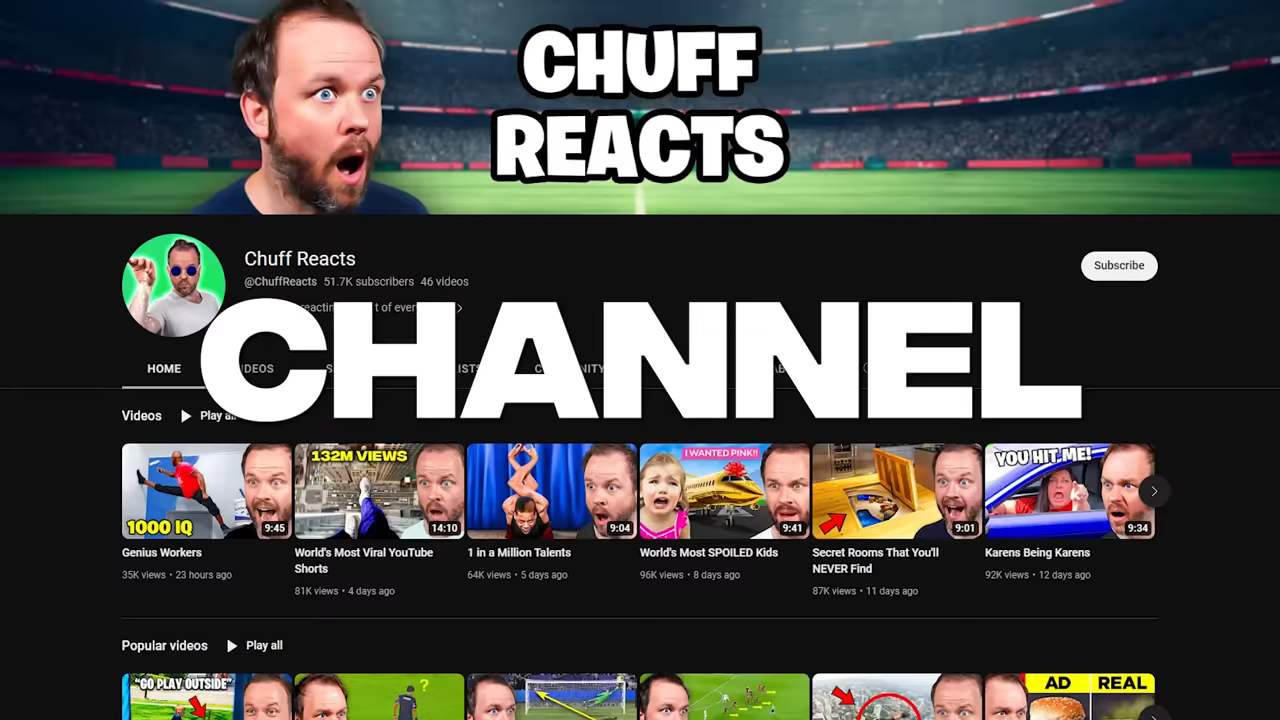 CHUFF
REACTS
Chuff Reacts
@ChuffReacts 51.7K subscribers 46 videos
Subscribe
CHANNEL
HOME
Videos Play all
1000 IQ
9:45
132M VIEWS
14:10
9:04
I WANTED PINK!!
9:41
9:01
YOU HIT ME!
9:34
Genius Workers
35K views • 23 hours ago
World's Most Viral YouTube
Shorts
81K views • 4 days ago
1 in a Million Talents
64K views • 5 days ago
World's Most SPOILED Kids
96K views • 8 days ago
Secret Rooms That You'll
NEVER Find
87K views • 11 days ago
Karens Being Karens
92K views • 12 days ago
Popular videos Play all
"GO PLAY OUTSIDE"
?
AD REAL